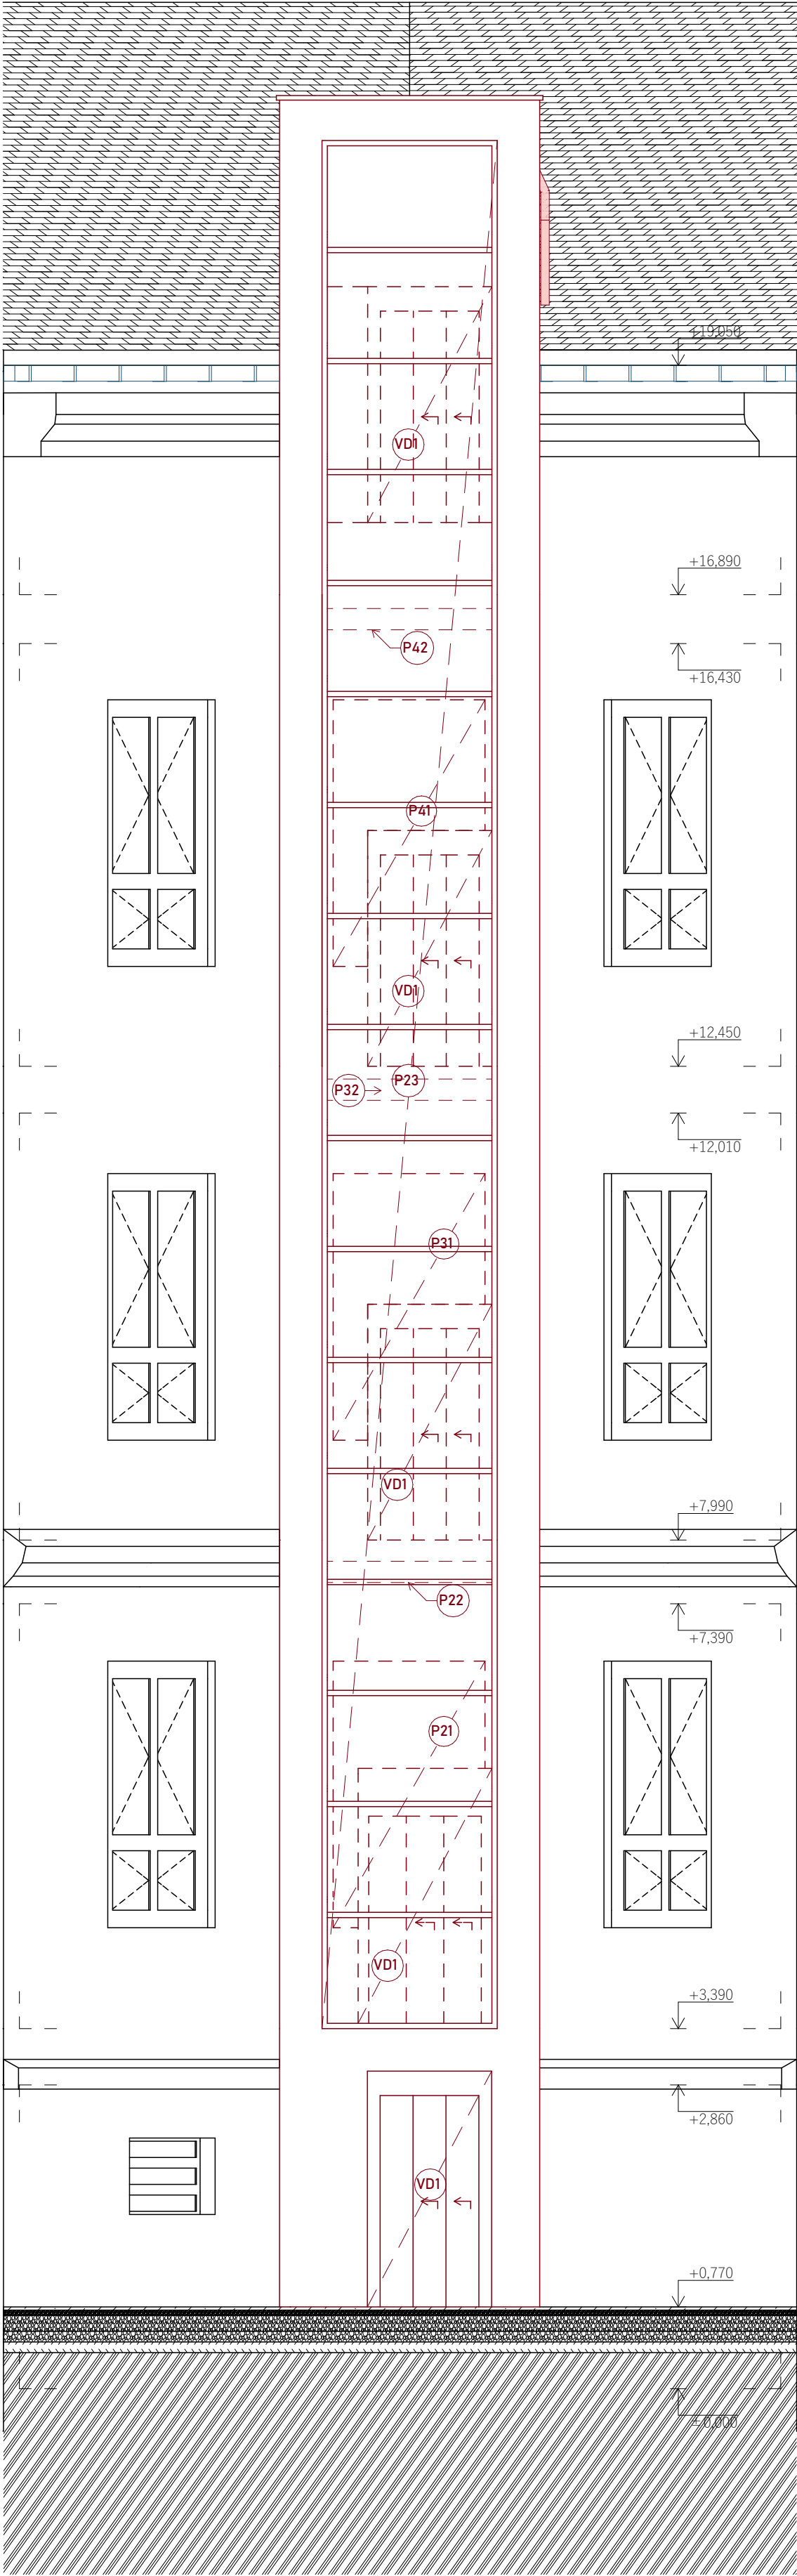 +19,050
VD1
+16,890
P42
+16,430
P41
VD1
+12,450
P23
P32
+12,010
P31
VD1
+7,990
P22
+7,390
P21
VD1
+3,390
+2,860
VD1
+0,770
±0,000